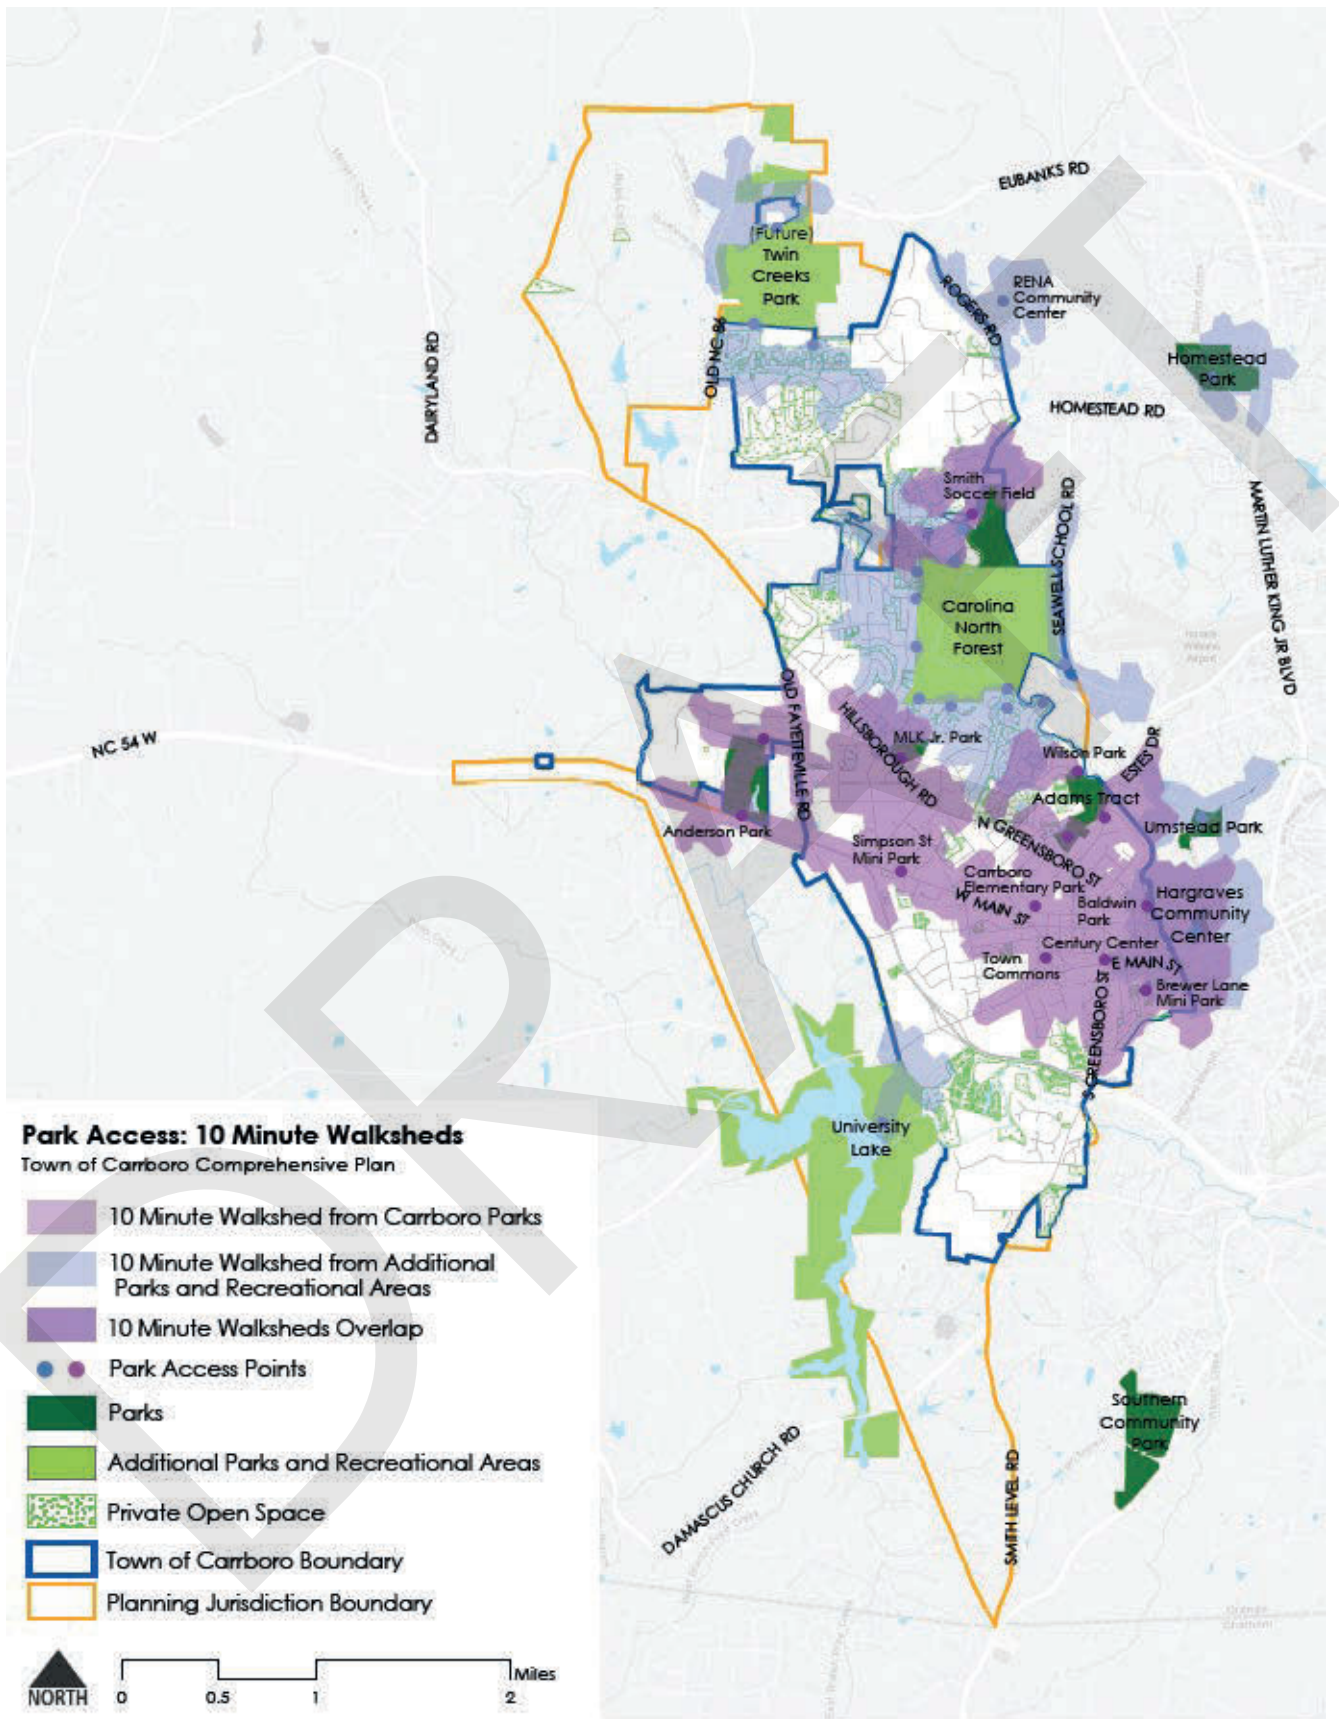 EUBANKS RD
(Future)
Twin
Creeks
Park
ROGERS RD
RENA
Community
Center
OLD NC 86
DAIRYLAND RD
Homestead
Park
HOMESTEAD RD
Smith
Soccer Field
SEAWELL SCHOOL RD
MARTIN LUTHER KING JR BLVD
Carolina
North
Forest
NC 54 W
OLD FAYETTEVILLE RD
HILLSBOROUGH RD
MLK Jr. Park
Wilson Park
ESTES DR
Adams Tract
Anderson Park
N GREENSBORO ST
Umstead Park
Simpson St
Mini Park
Carrboro
Elementary Park
W MAIN ST
Baldwin
Park
Hargraves
Community
Center
Century Center
Town
Commons
E MAIN ST
Brewer Lane
Mini Park
S GREENSBORO ST
University
Lake
DAMASCUS CHURCH RD
SMITH LEVEL RD
Southern
Community
Park
DRAFT
Park Access: 10 Minute Walksheds
Town of Carrboro Comprehensive Plan
10 Minute Walkshed from Carrboro Parks
10 Minute Walkshed from Additional
Parks and Recreational Areas
10 Minute Walksheds Overlap
Park Access Points
Parks
Additional Parks and Recreational Areas
Private Open Space
Town of Carrboro Boundary
Planning Jurisdiction Boundary
NORTH
0 0.5 1 2
Miles